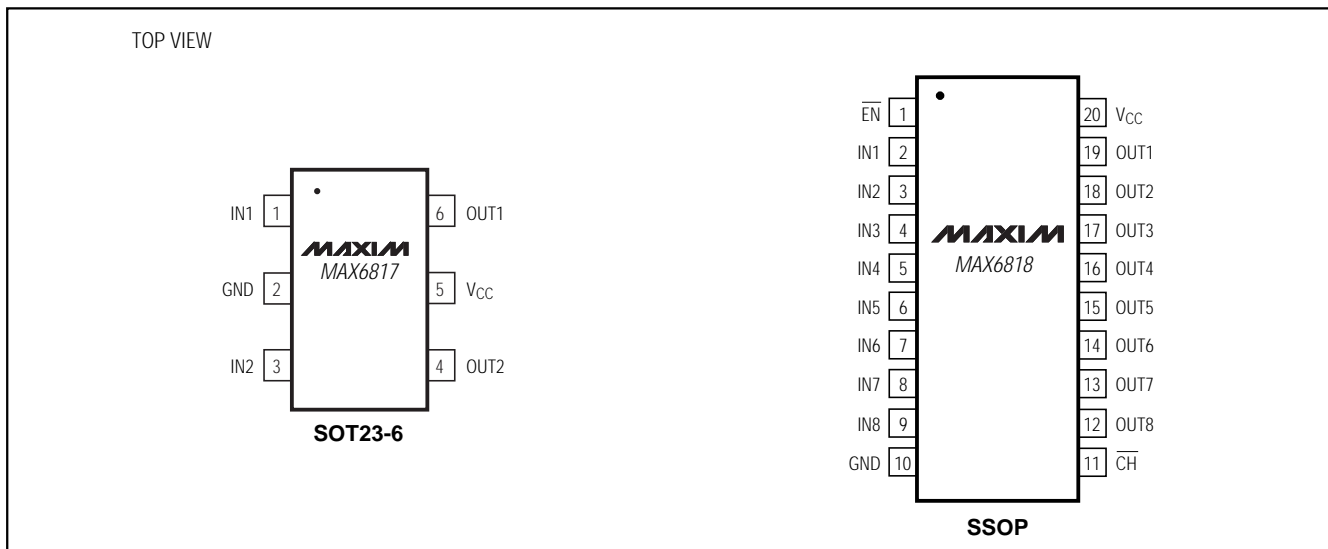 TOP VIEW
IN1 1
GND 2
IN2 3
6 OUT1
5 VCC
4 OUT2
MAXIM
MAX6817
SOT23-6
EN 1
IN1 2
IN2 3
IN3 4
IN4 5
IN5 6
IN6 7
IN7 8
IN8 9
GND 10
20 VCC
19 OUT1
18 OUT2
17 OUT3
16 OUT4
15 OUT5
14 OUT6
13 OUT7
12 OUT8
11 CH
MAXIM
MAX6818
SSOP